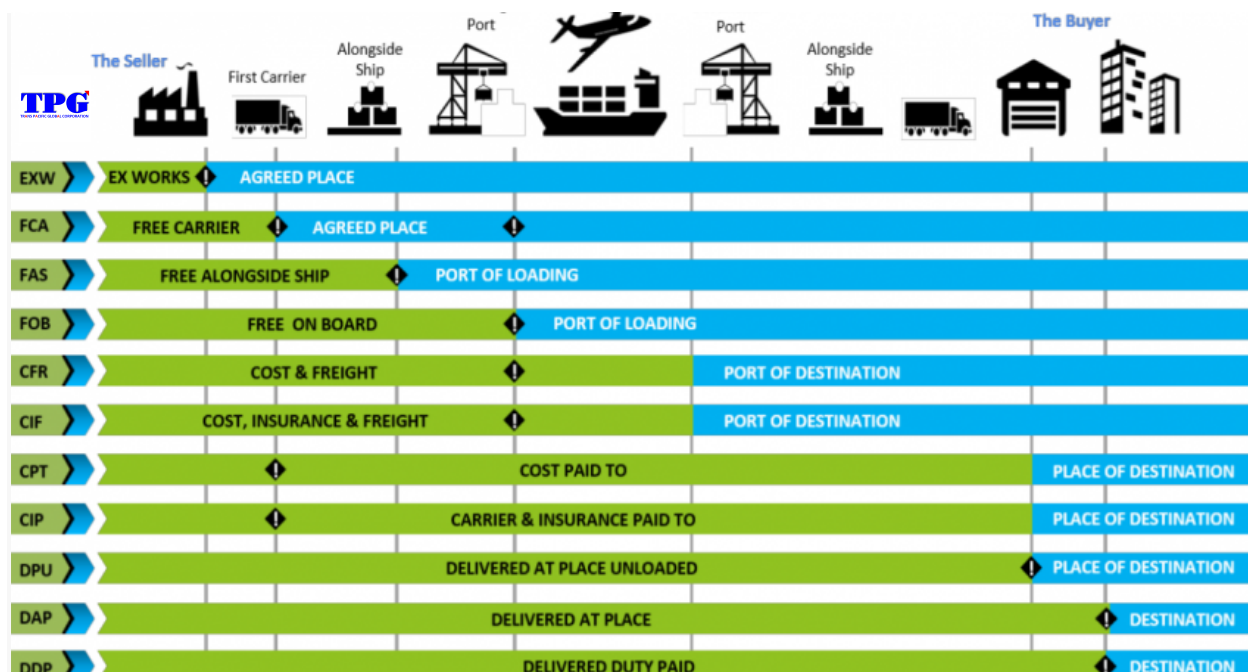 Port
Port
The Buyer
The Seller
Alongside
Ship
Alongside
Ship
First Carrier
TPG
TRANS PACIFIC GLOBAL CORPORATION
EXW EX WORKS AGREED PLACE
FCA FREE CARRIER AGREED PLACE
FAS FREE ALONGSIDE SHIP PORT OF LOADING
FOB FREE ON BOARD PORT OF LOADING
CFR COST & FREIGHT PORT OF DESTINATION
CIF COST, INSURANCE & FREIGHT PORT OF DESTINATION
CPT COST PAID TO PLACE OF DESTINATION
CIP CARRIER & INSURANCE PAID TO PLACE OF DESTINATION
DPU DELIVERED AT PLACE UNLOADED PLACE OF DESTINATION
DAP DELIVERED AT PLACE DESTINATION
DDP DELIVERED DUTY PAID DESTINATION